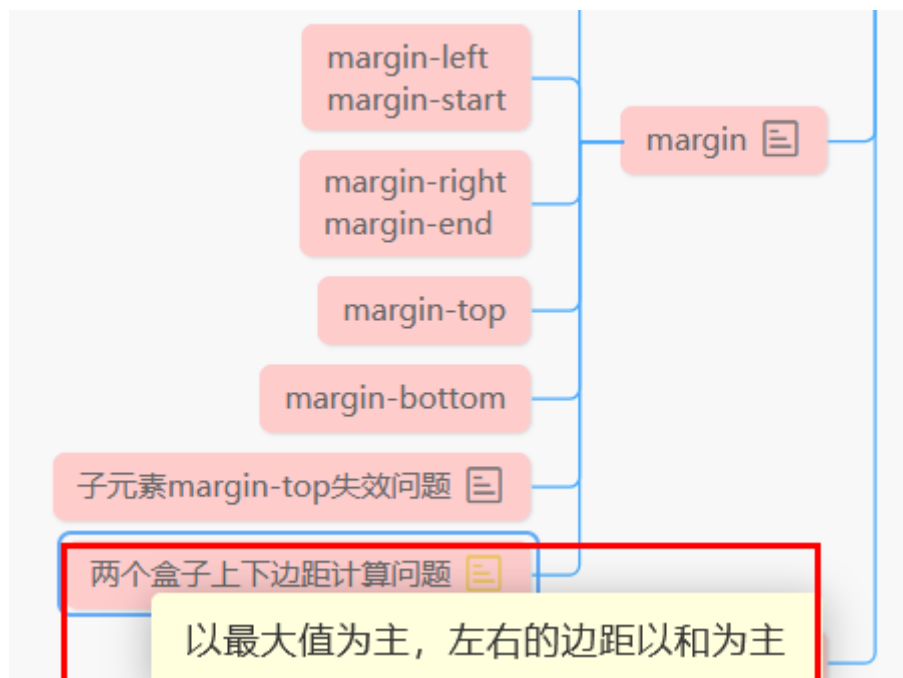 margin-left
margin-start
margin
margin-right
margin-end
margin-top
margin-bottom
子元素margin-top失效问题
两个盒子上下边距计算问题
以最大值为主，左右的边距以和为主